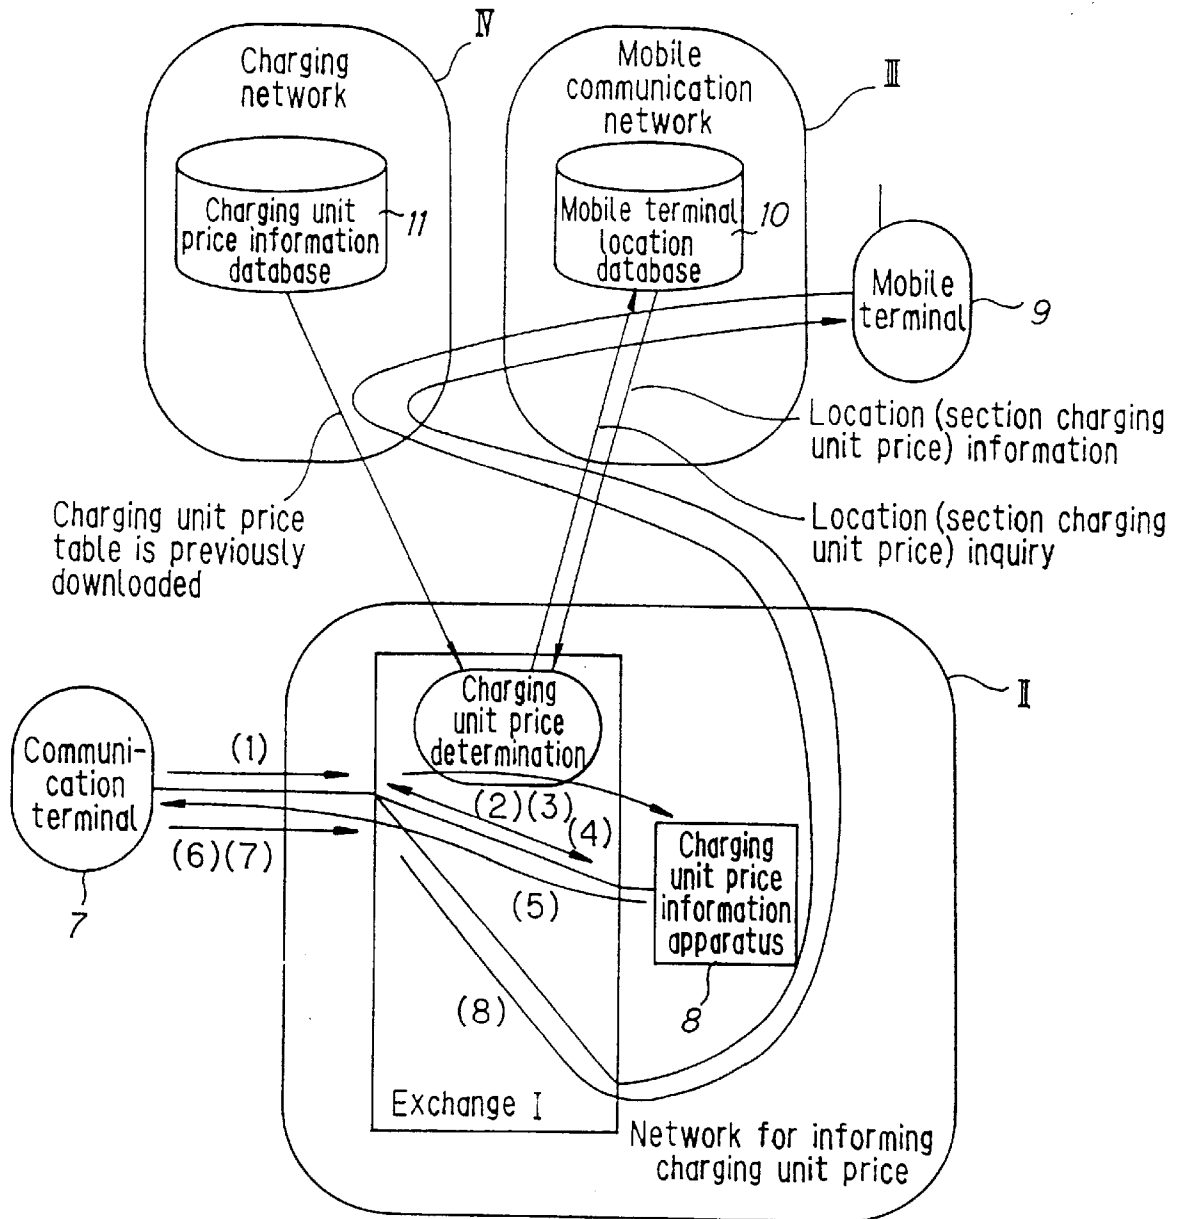 IV
Charging
network
Charging unit
price information
database
11
Mobile
communication
network
III
Mobile terminal
location
database
10
Mobile
terminal
9
Location (section charging
unit price) information
Location (section charging
unit price) inquiry
Charging unit price
table is previously
downloaded
II
Charging
unit price
determination
Communi-
cation
terminal
7
(1)
(2)(3)
(4)
(5)
(6)(7)
(8)
Charging
unit price
information
apparatus
8
Exchange I
Network for informing
charging unit price